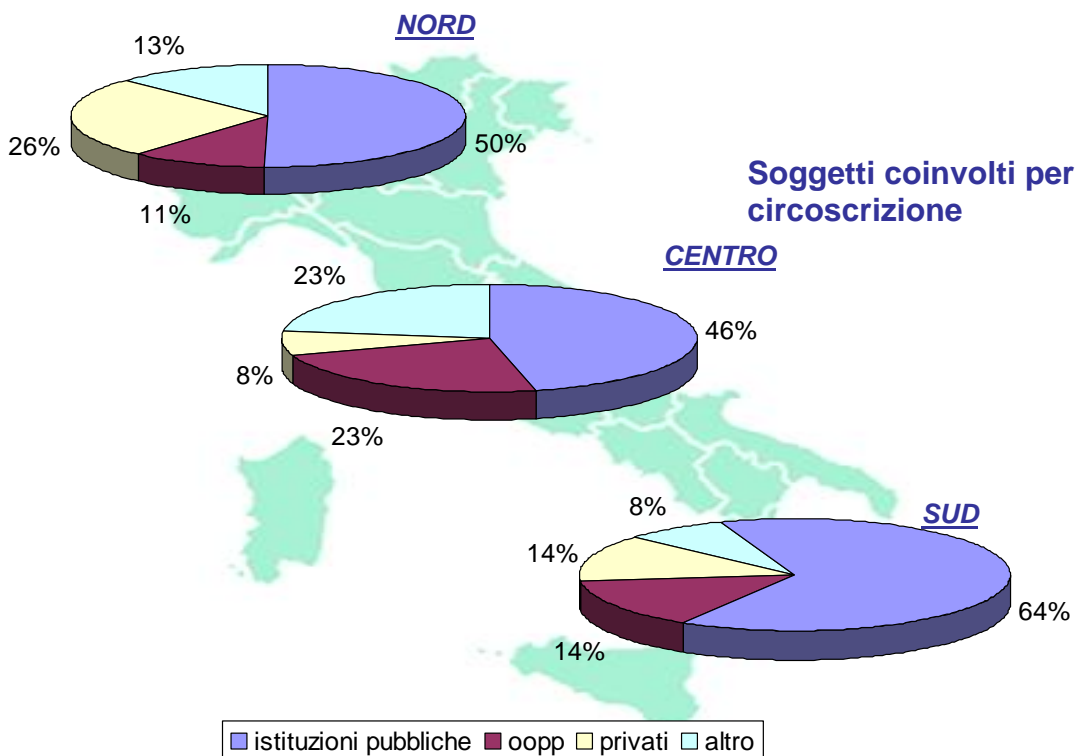 NORD
13%
26%
50%
11%
Soggetti coinvolti per
circoscrizione
CENTRO
23%
46%
8%
23%
SUD
8%
14%
64%
14%
istituzioni pubbliche oopp privati altro